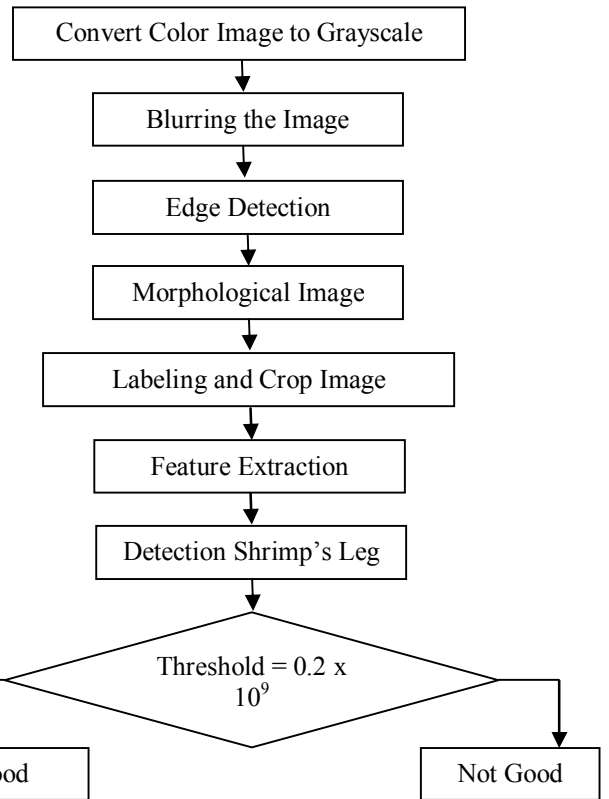 Convert Color Image to Grayscale
Blurring the Image
Edge Detection
Morphological Image
Labeling and Crop Image
Feature Extraction
Detection Shrimp’s Leg
Threshold = 0.2 x
10⁹
ood
Not Good